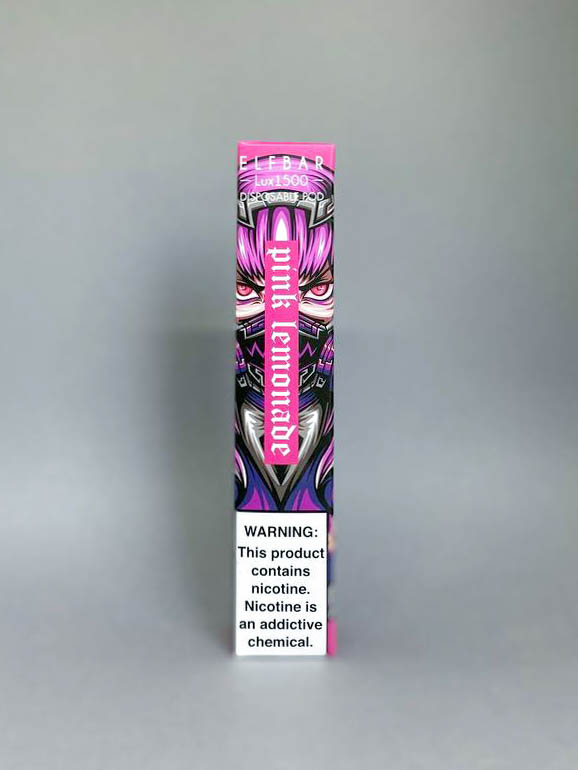 ELFBAR
Lux1500
DISPOSABLE POD
pink lemonade
WARNING:
This product
contains
nicotine.
Nicotine is
an addictive
chemical.